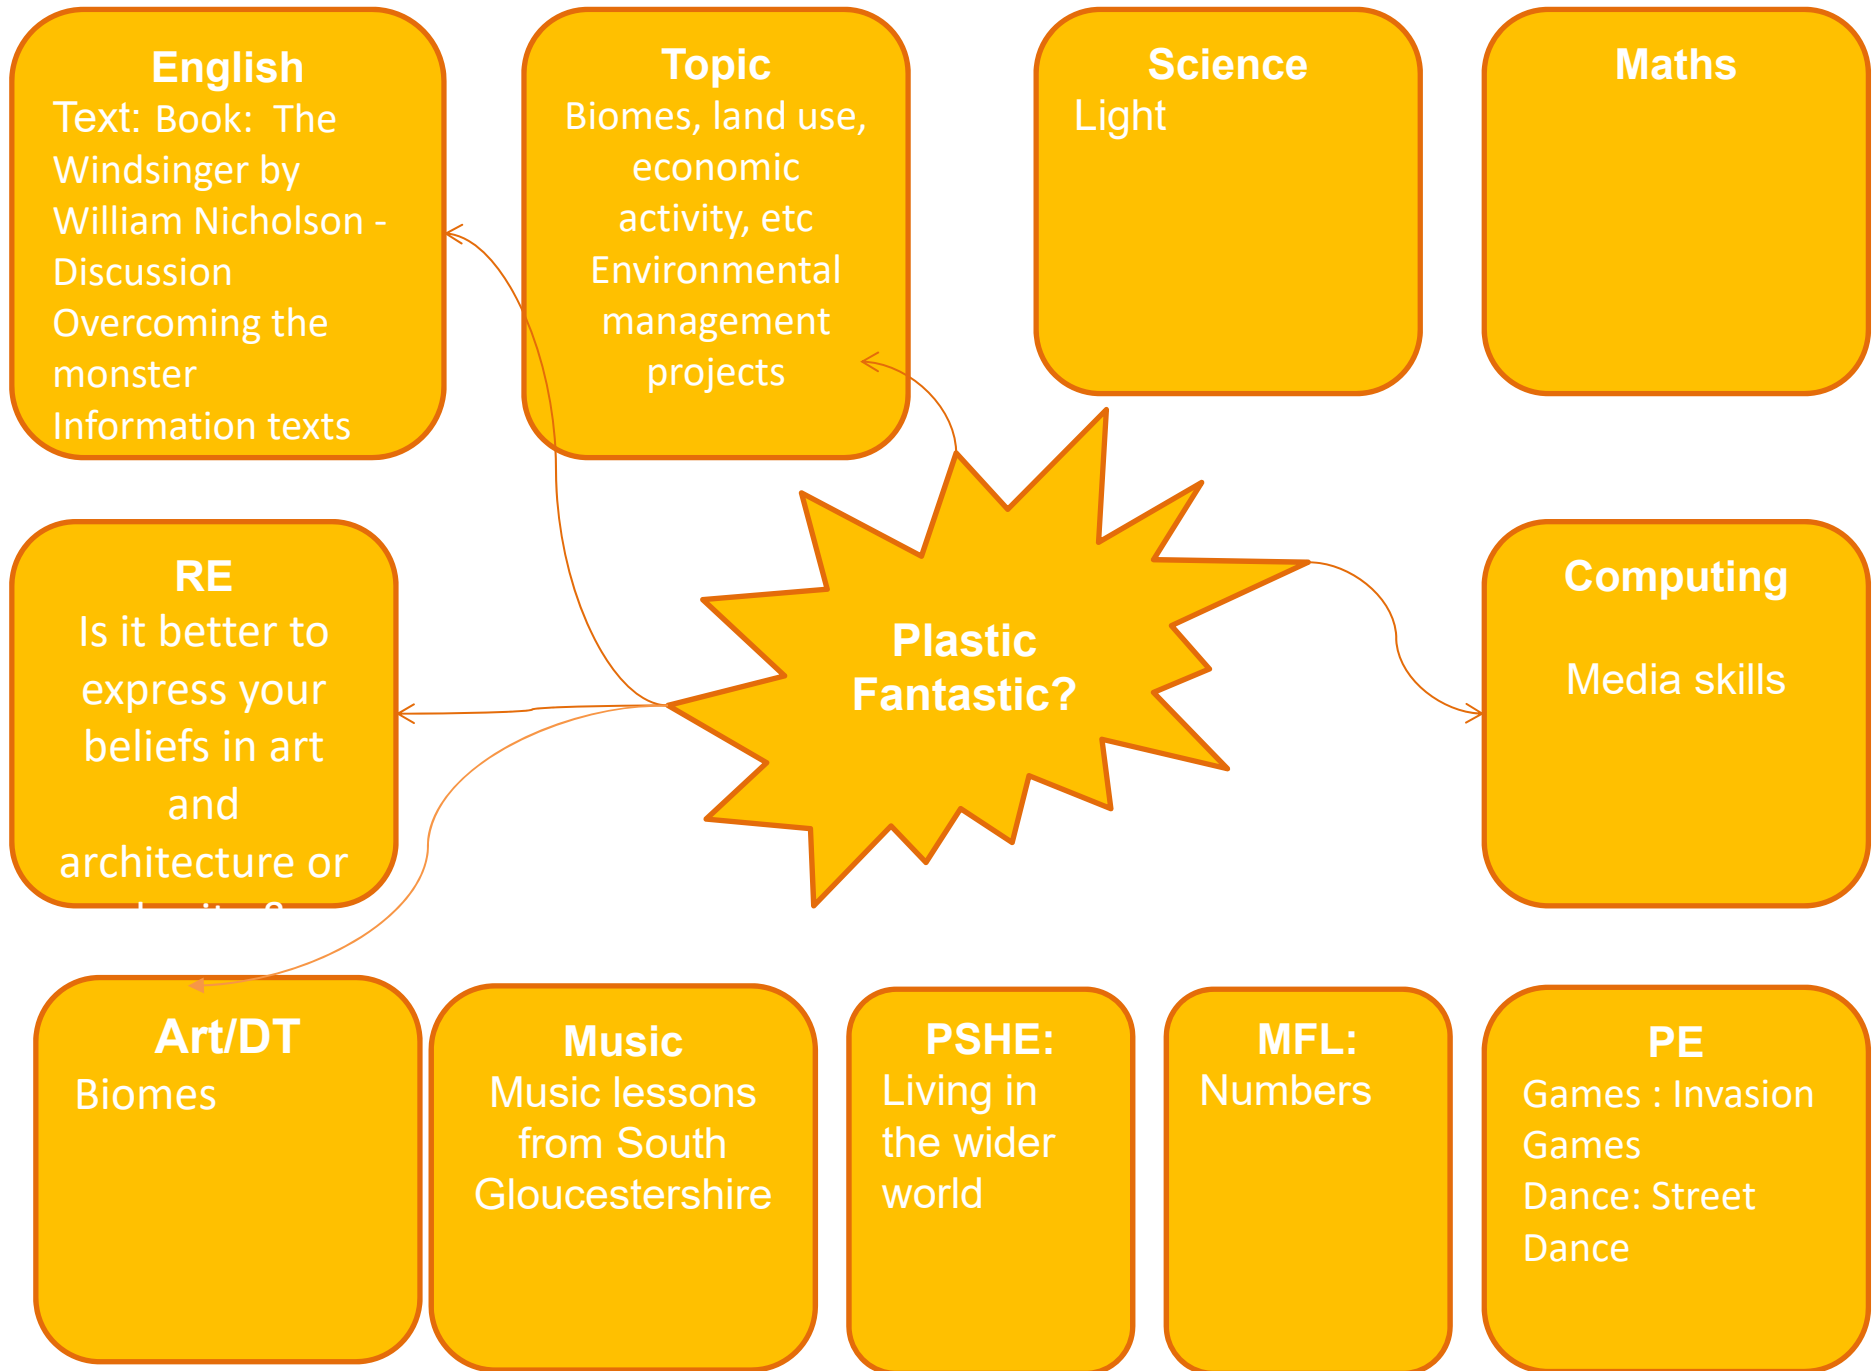 English
Text: Book: The
Windsinger by
William Nicholson -
Discussion
Overcoming the
monster
Information texts
Topic
Biomes, land use,
economic
activity, etc
Environmental
management
projects
Science
Light
Maths
RE
Is it better to
express your
beliefs in art
and
architecture or
Plastic
Fantastic?
Computing
Media skills
Art/DT
Biomes
Music
Music lessons
from South
Gloucestershire
PSHE:
Living in
the wider
world
MFL:
Numbers
PE
Games : Invasion
Games
Dance: Street
Dance